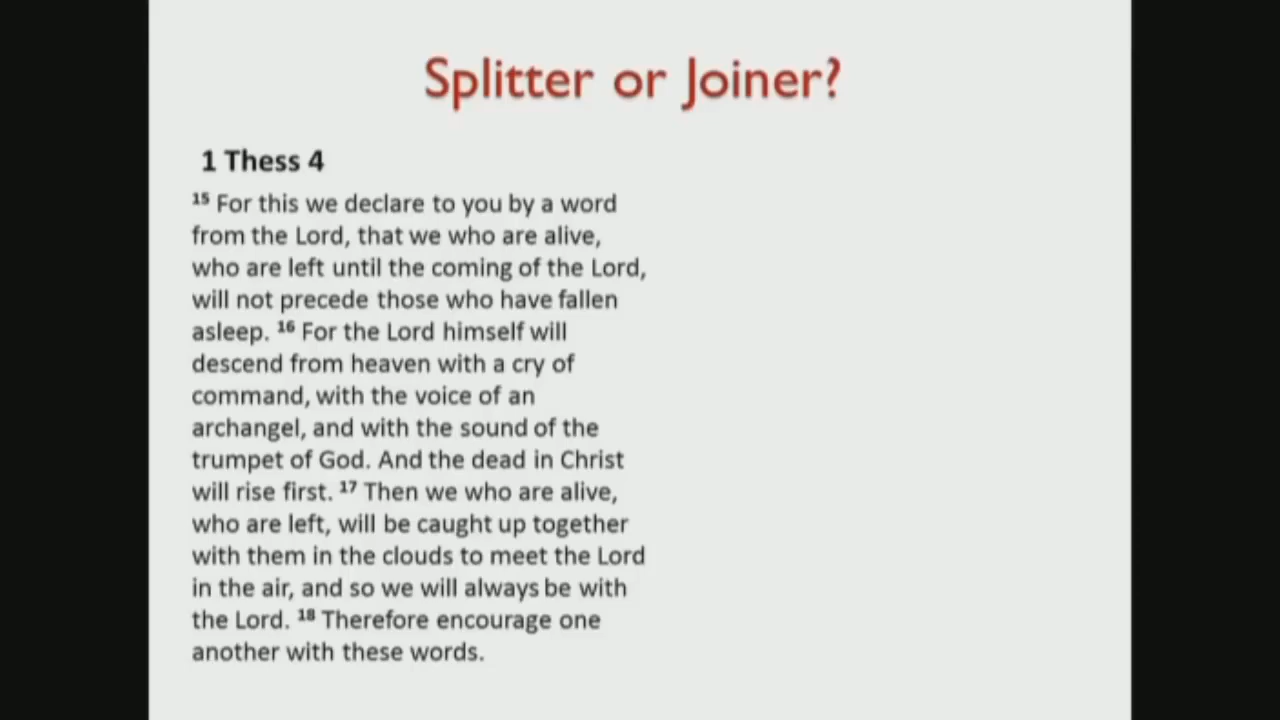 Splitter or Joiner?
1 Thess 4
15 For this we declare to you by a word
from the Lord, that we who are alive,
who are left until the coming of the Lord,
will not precede those who have fallen
asleep. 16 For the Lord himself will
descend from heaven with a cry of
command, with the voice of an
archangel, and with the sound of the
trumpet of God. And the dead in Christ
will rise first. 17 Then we who are alive,
who are left, will be caught up together
with them in the clouds to meet the Lord
in the air, and so we will always be with
the Lord. 18 Therefore encourage one
another with these words.